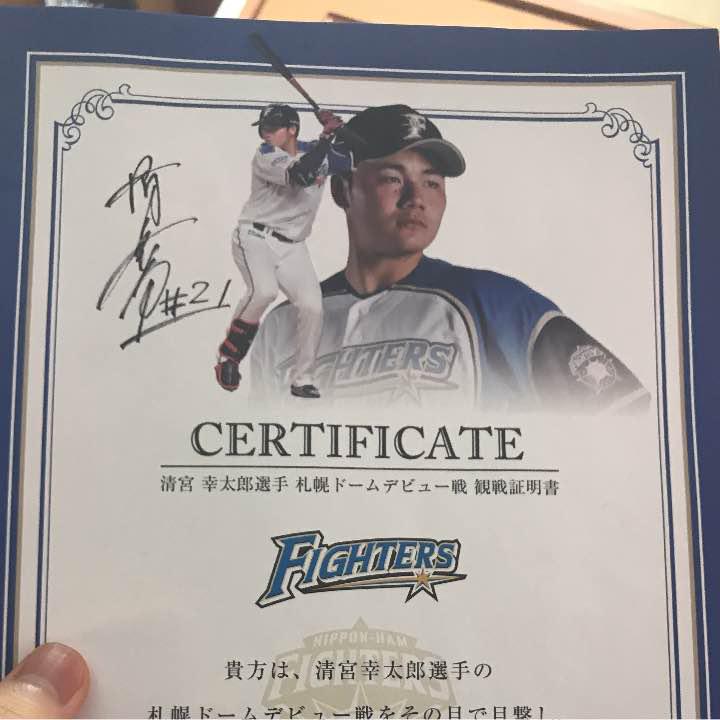 #21
FIGHTERS
CERTIFICATE
清宮 幸太郎選手 札幌ドームデビュー戦 観戦証明書
FIGHTERS
NIPPON-HAM
FIGHTERS
貴方は、清宮幸太郎選手の
札幌ドームデビュー戦をその目で目撃し